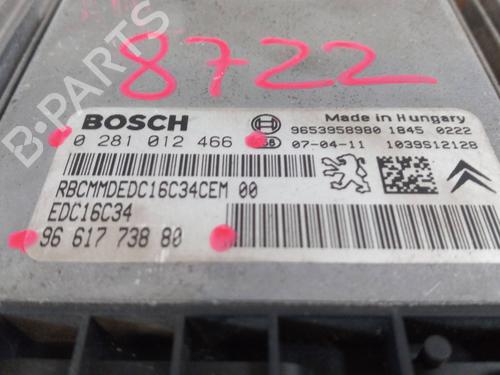 8722
BOSCH
Made in Hungary
9653958980 1845 0222
0 281 012 466
07-04-11 1039S12128
RBCMMDEDC16C34CEM 00
EDC16C34
96 617 738 80
B-Parts